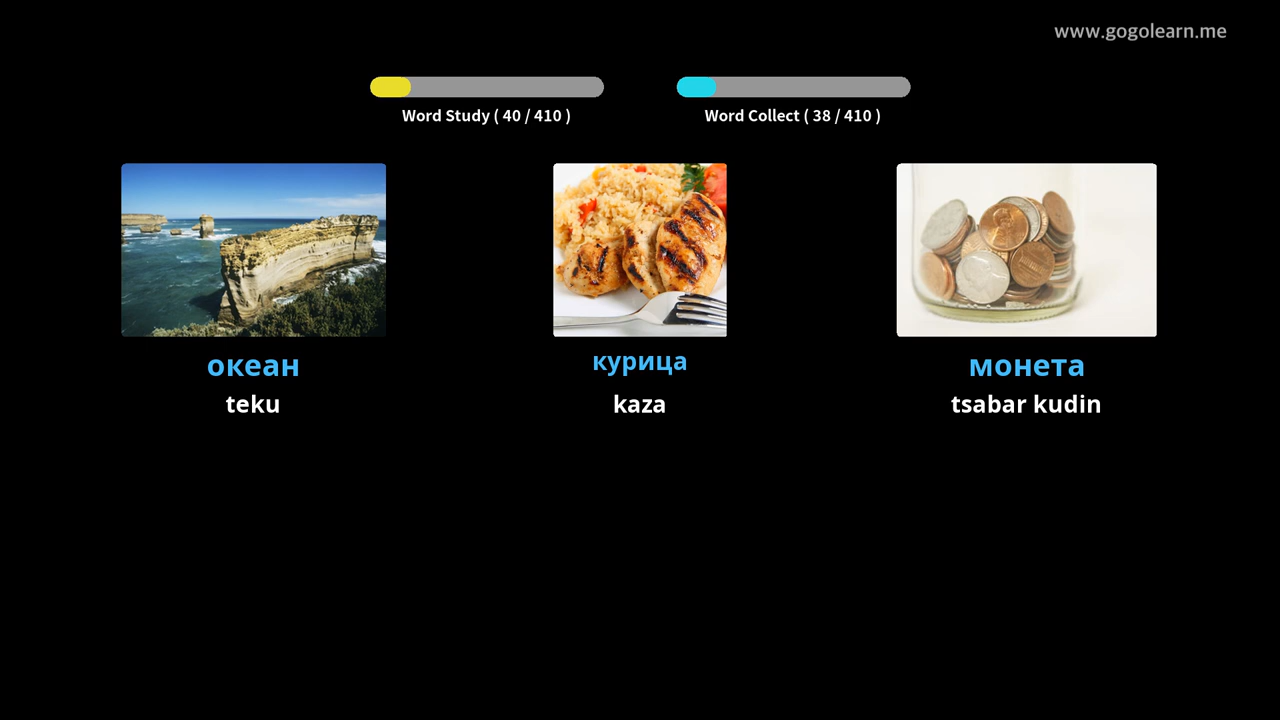 www.gogolearn.me
Word Study ( 40 / 410 )
Word Collect ( 38 / 410 )
океан
курица
монета
teku
kaza
tsabar kudin